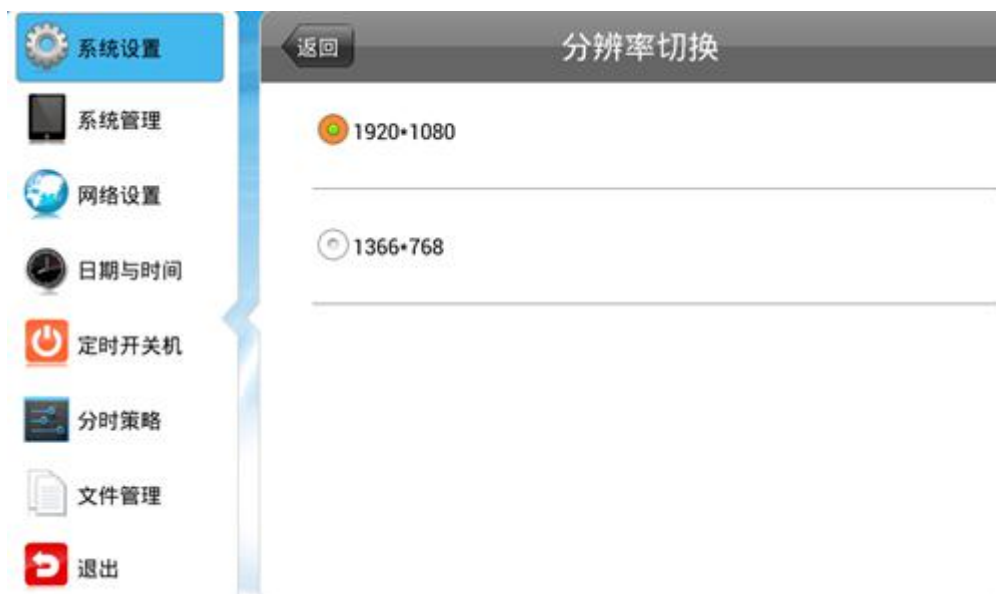 系统设置
系统管理
网络设置
日期与时间
定时开关机
分时策略
文件管理
退出
返回
分辨率切换
1920*1080
1366*768